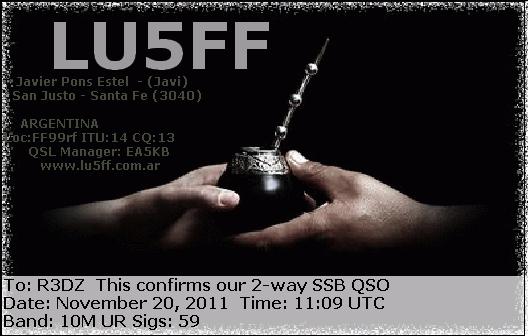 LU5FF
Javier Pons Estel - (Javi)
San Justo - Santa Fe (3040)
ARGENTINA
oc:FF99rf ITU:14 CQ:13
QSL Manager: EA5KB
www.lu5ff.com.ar
To: R3DZ This confirms our 2-way SSB QSO
Date: November 20, 2011 Time: 11:09 UTC
Band: 10M UR Sigs: 59